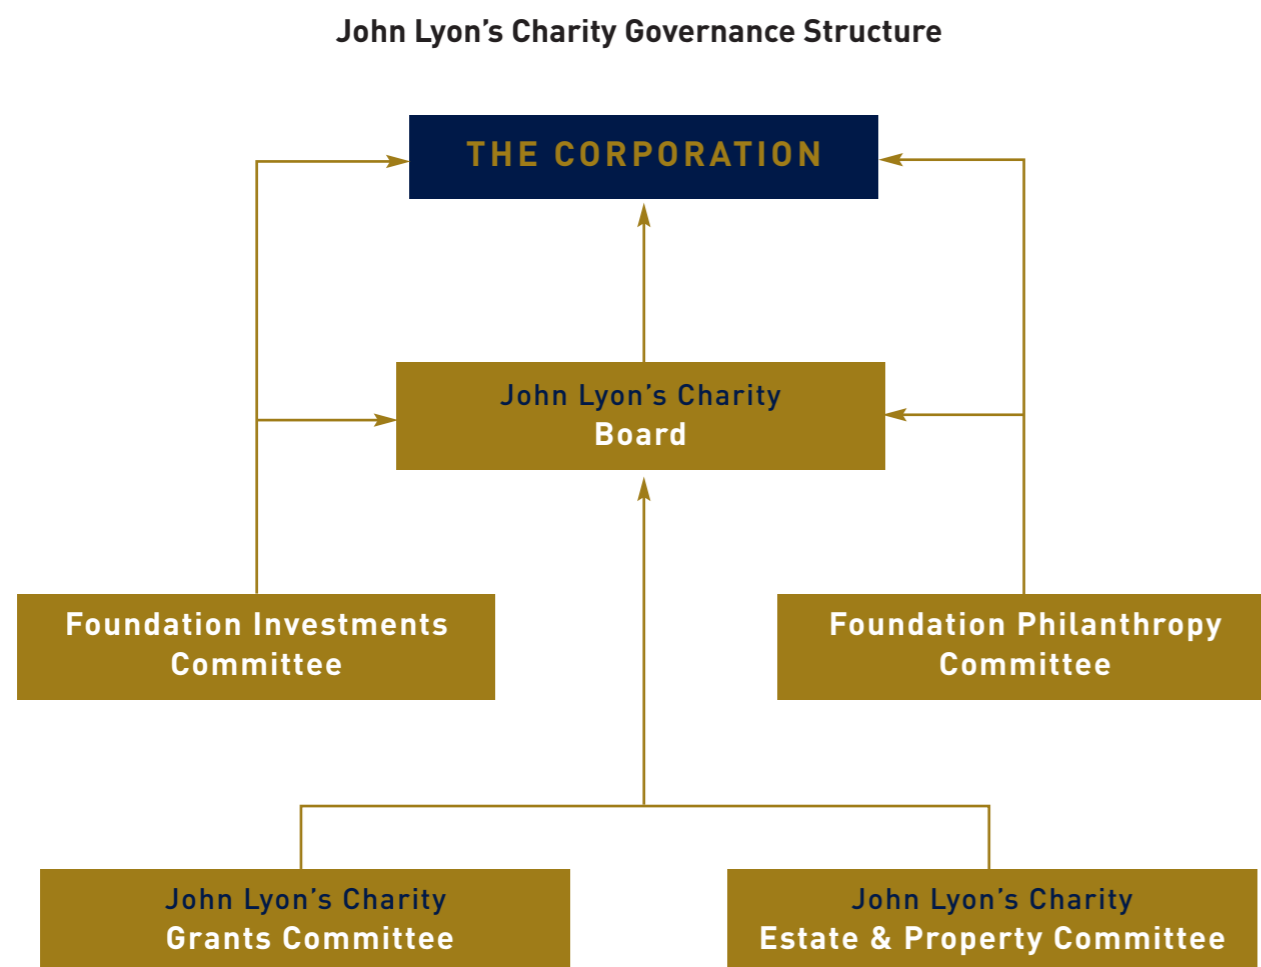 John Lyon’s Charity Governance Structure
THE CORPORATION
John Lyon’s Charity
Board
Foundation Investments
Committee
Foundation Philanthropy
Committee
John Lyon’s Charity
Grants Committee
John Lyon’s Charity
Estate & Property Committee